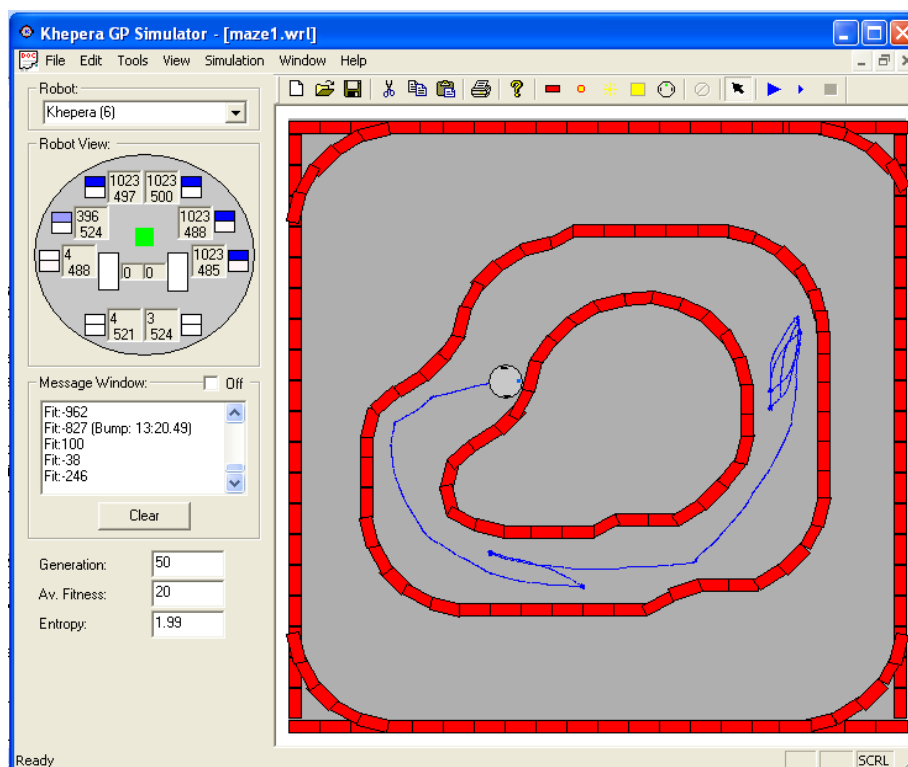 Khepera GP Simulator - [maze1.wrl]
DOC File Edit Tools View Simulation Window Help
Robot:
Khepera (6)
Robot View:
1023 1023
497 500
396 1023
524 488
4 1023
488 0 0 485
4 3
521 524
Message Window: Off
Fit:-962
Fit:-827 (Bump: 13:20.49)
Fit:100
Fit:-38
Fit:-246
Clear
Generation: 50
Av. Fitness: 20
Entropy: 1.99
Ready SCRL